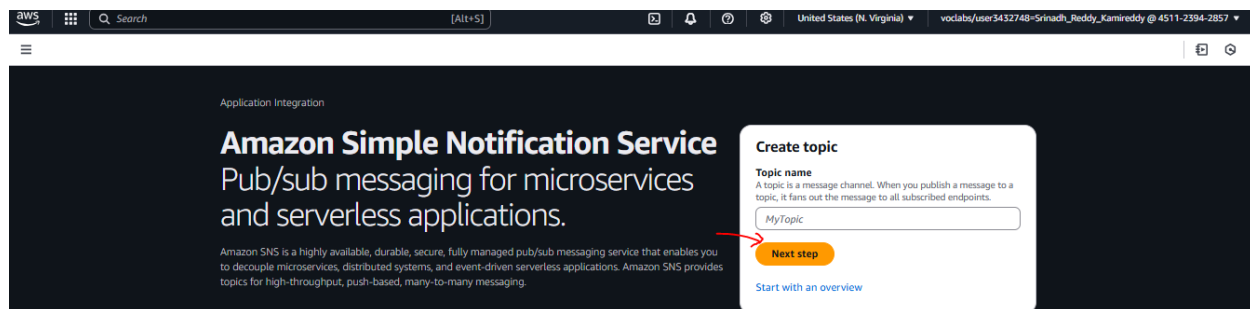 aws
Search
[Alt+S]
United States (N. Virginia) ▼
voclabs/user3432748=Srinadh_Reddy_Kamireddy @ 4511-2394-2857 ▼
Application Integration
Amazon Simple Notification Service
Pub/sub messaging for microservices
and serverless applications.
Amazon SNS is a highly available, durable, secure, fully managed pub/sub messaging service that enables you
to decouple microservices, distributed systems, and event-driven serverless applications. Amazon SNS provides
topics for high-throughput, push-based, many-to-many messaging.
Create topic
Topic name
A topic is a message channel. When you publish a message to a
topic, it fans out the message to all subscribed endpoints.
MyTopic
Next step
Start with an overview